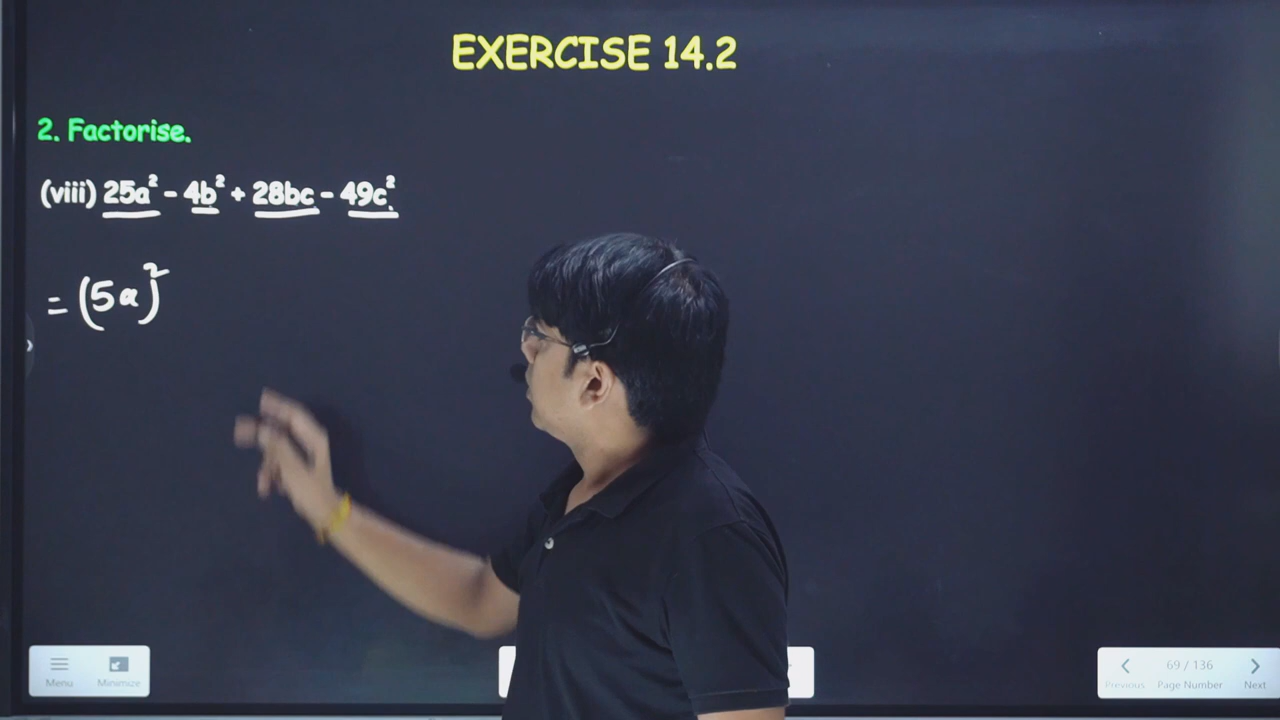 EXERCISE 14.2
2. Factorise.
(viii) 25a² - 4b² + 28bc - 49c².
= (5a)²
Menu
Minimize
69 / 136
Previous Page Number Next